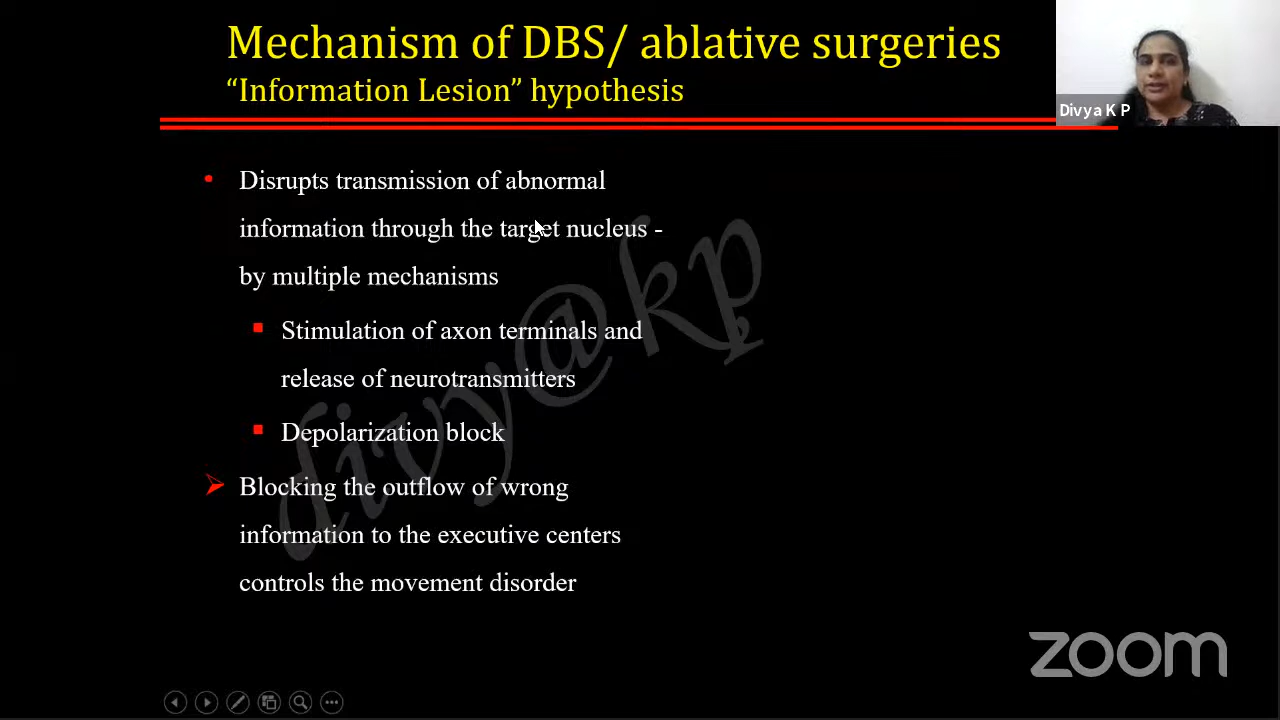 Mechanism of DBS/ ablative surgeries
“Information Lesion” hypothesis
Divya K P
Disrupts transmission of abnormal
information through the target nucleus -
by multiple mechanisms
Stimulation of axon terminals and
release of neurotransmitters
Depolarization block
Blocking the outflow of wrong
information to the executive centers
controls the movement disorder
divy@kp
zoom